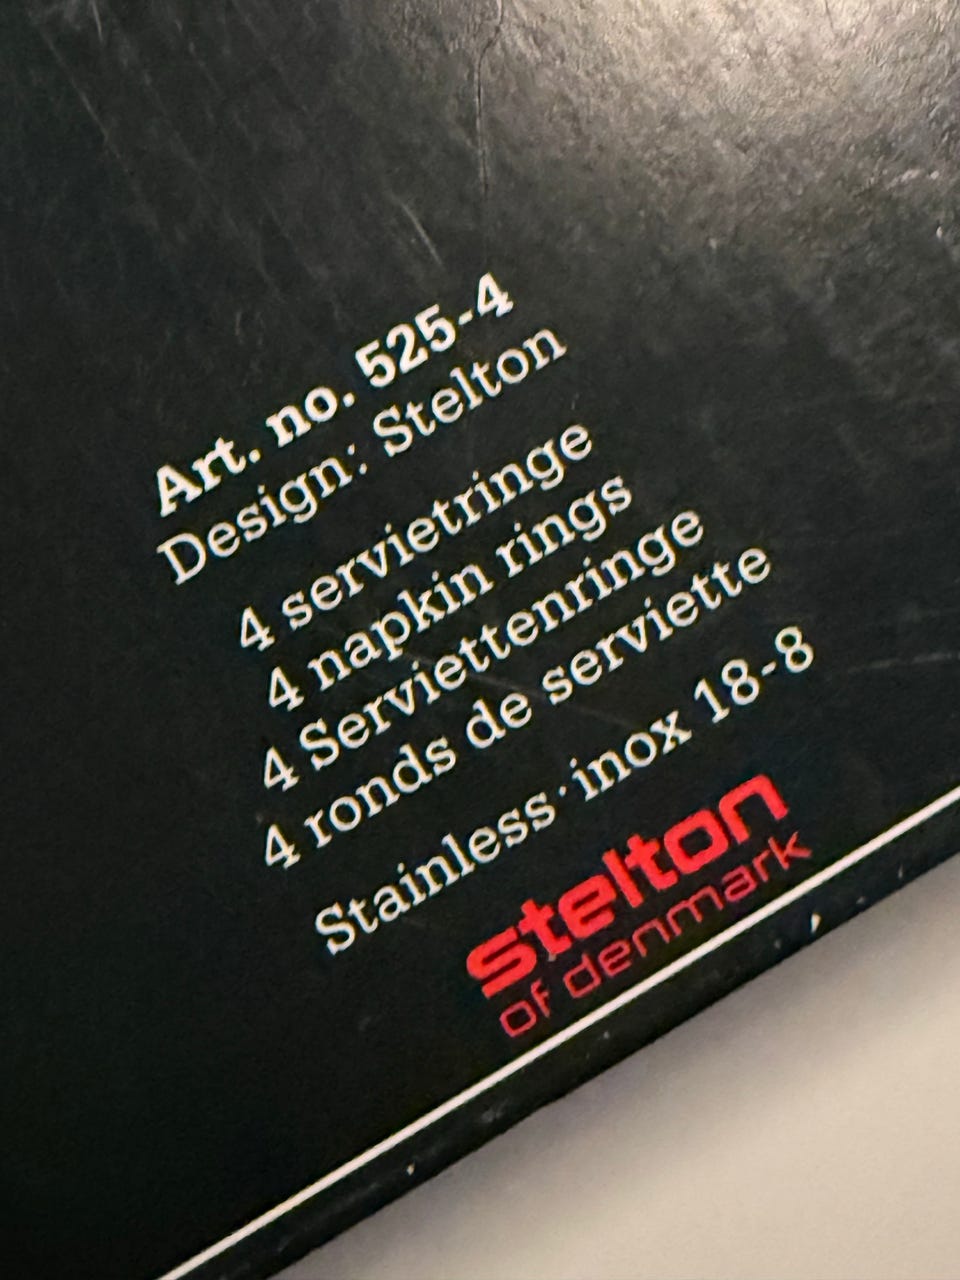 Art. no. 525-4
Design: Stelton
4 servietringe
4 napkin rings
4 Serviettenringe
4 ronds de serviette
Stainless·inox 18-8
stelton
of denmark